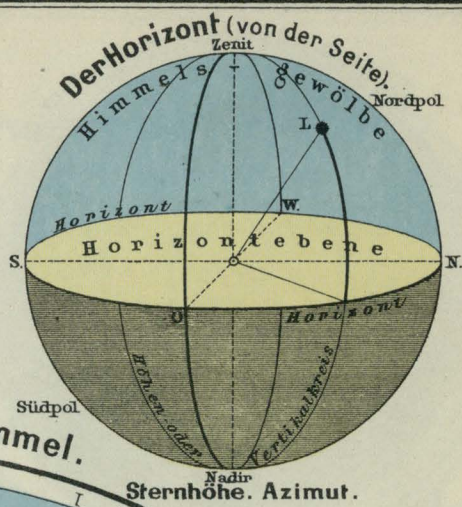 Der Horizont (von der Seite).
Zenit
Himmels-Gewölbe
Nordpol
L
Horizont
W.
Horizontebene
S.
N.
O
Horizont
Höhen-oder
Vertikalkreis
Südpol
mmel.
Nadir
Sternhöhe. Azimut.